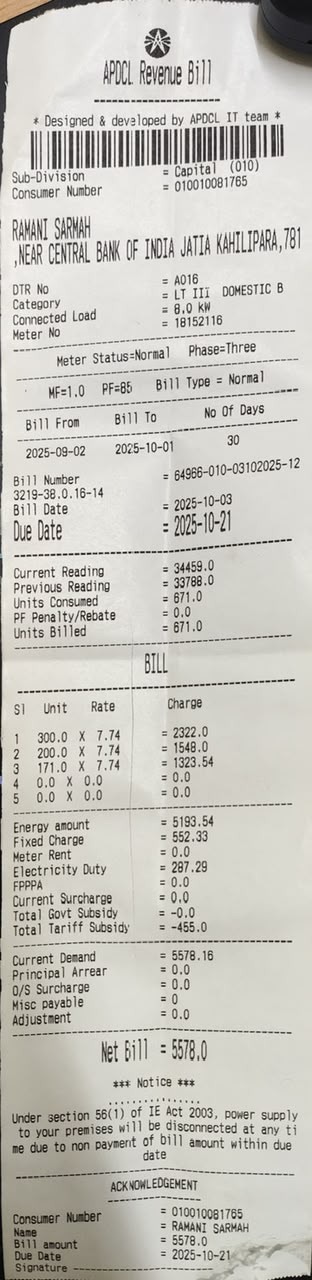 APDCL Revenue Bill
* Designed & developed by APDCL IT team *
Sub-Division = Capital (010)
Consumer Number = 010010081765
RAMANI SARMAH
,NEAR CENTRAL BANK OF INDIA JATIA KAHILIPARA,781
DTR No = A016
Category = LT III DOMESTIC B
Connected Load = 8.0 KW
Meter No = 18152116
Meter Status=Normal Phase=Three
MF=1.0 PF=85 Bill Type = Normal
Bill From Bill To No Of Days
2025-09-02 2025-10-01 30
Bill Number = 64966-010-03102025-12
3219-38.0.16-14
Bill Date = 2025-10-03
Due Date = 2025-10-21
Current Reading = 34459.0
Previous Reading = 33788.0
Units Consumed = 671.0
PF Penalty/Rebate = 0.0
Units Billed = 671.0
BILL
Sl Unit Rate Charge
1 300.0 X 7.74 = 2322.0
2 200.0 X 7.74 = 1548.0
3 171.0 X 7.74 = 1323.54
4 0.0 X 0.0 = 0.0
5 0.0 X 0.0 = 0.0
Energy amount = 5193.54
Fixed Charge = 552.33
Meter Rent = 0.0
Electricity Duty = 287.29
FPPPA = 0.0
Current Surcharge = 0.0
Total Govt Subsidy = -0.0
Total Tariff Subsidy = -455.0
Current Demand = 5578.16
Principal Arrear = 0.0
O/S Surcharge = 0.0
Misc payable = 0
Adjustment = 0.0
Net Bill = 5578.0
*** Notice ***
Under section 56(1) of IE Act 2003, power supply
to your premises will be disconnected at any ti
me due to non payment of bill amount within due
date
ACKNOWLEDGEMENT
Consumer Number = 010010081765
Name = RAMANI SARMAH
Bill amount = 5578.0
Due Date = 2025-10-21
Signature